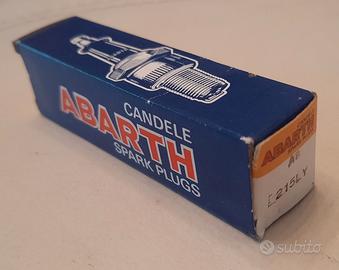 CANDELE
ABARTH
SPARK PLUGS
ABARTH
215LY
subito